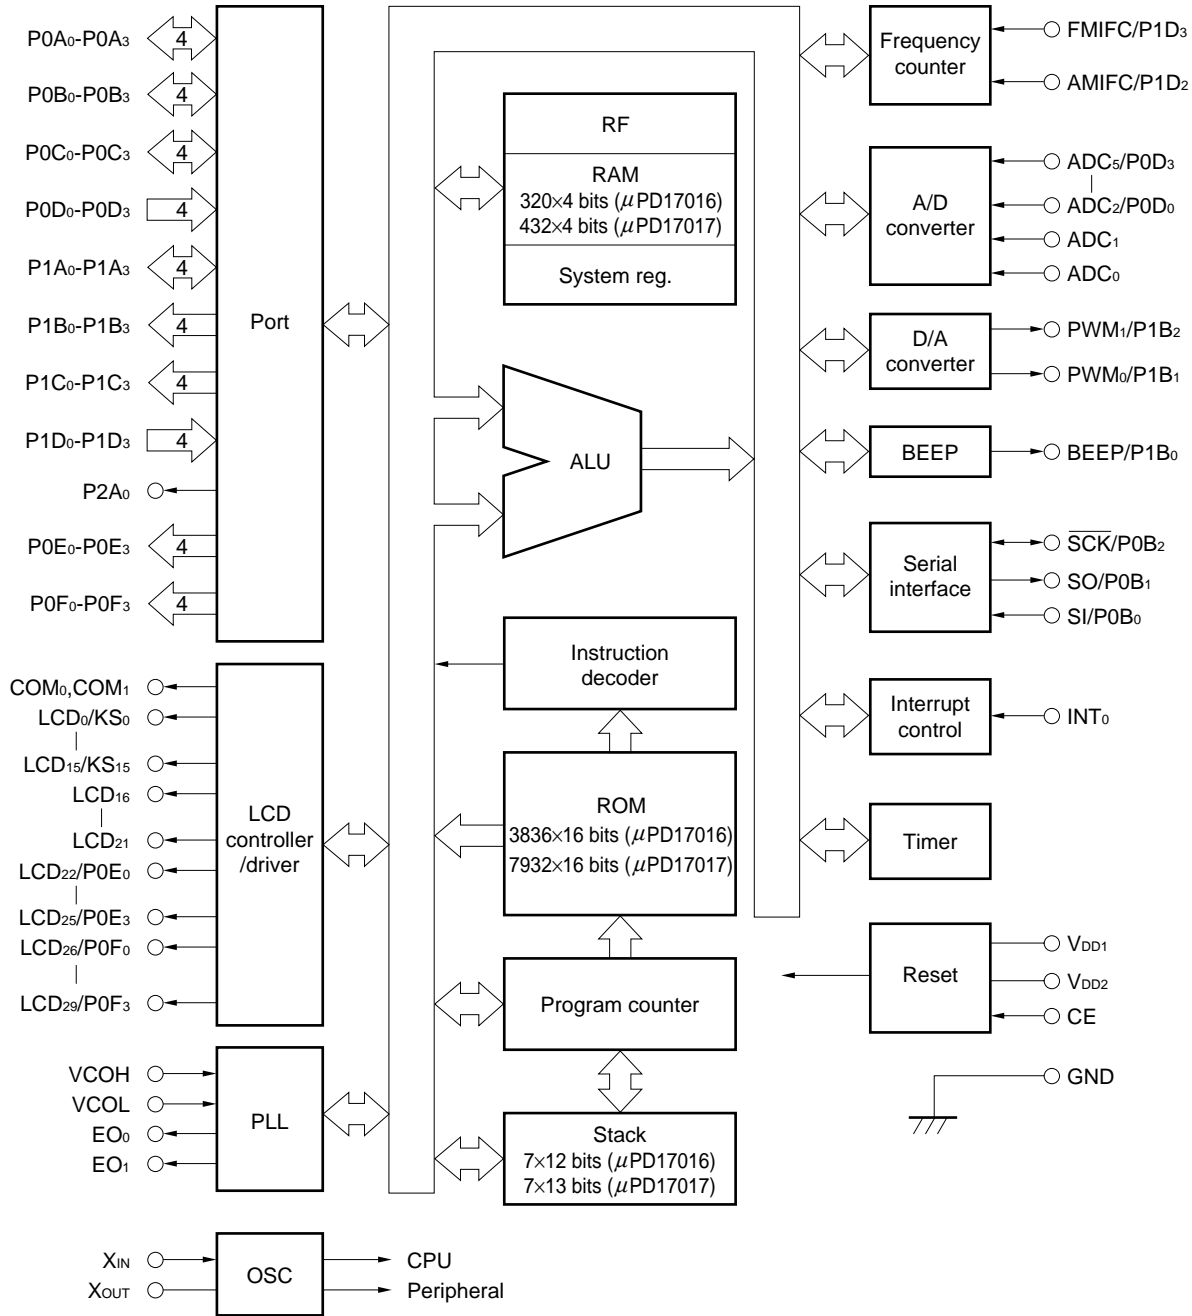 P0A₀-P0A₃
4
P0B₀-P0B₃
4
P0C₀-P0C₃
4
P0D₀-P0D₃
4
P1A₀-P1A₃
4
P1B₀-P1B₃
4
P1C₀-P1C₃
4
P1D₀-P1D₃
4
P2A₀
P0E₀-P0E₃
4
P0F₀-P0F₃
4
Port
COM₀,COM₁
LCD₀/KS₀
LCD₁₅/KS₁₅
LCD₁₆
LCD₂₁
LCD₂₂/P0E₀
LCD₂₅/P0E₃
LCD₂₆/P0F₀
LCD₂₉/P0F₃
LCD
controller
/driver
VCOH
VCOL
EO₀
EO₁
PLL
XIN
XOUT
OSC
CPU
Peripheral
RF
RAM
320×4 bits (μPD17016)
432×4 bits (μPD17017)
System reg.
ALU
Instruction
decoder
ROM
3836×16 bits (μPD17016)
7932×16 bits (μPD17017)
Program counter
Stack
7×12 bits (μPD17016)
7×13 bits (μPD17017)
Frequency
counter
FMIFC/P1D₃
AMIFC/P1D₂
A/D
converter
ADC₅/P0D₃
ADC₂/P0D₀
ADC₁
ADC₀
D/A
converter
PWM₁/P1B₂
PWM₀/P1B₁
BEEP
BEEP/P1B₀
Serial
interface
S̅C̅K̅/P0B₂
SO/P0B₁
SI/P0B₀
Interrupt
control
INT₀
Timer
Reset
VDD1
VDD2
CE
GND